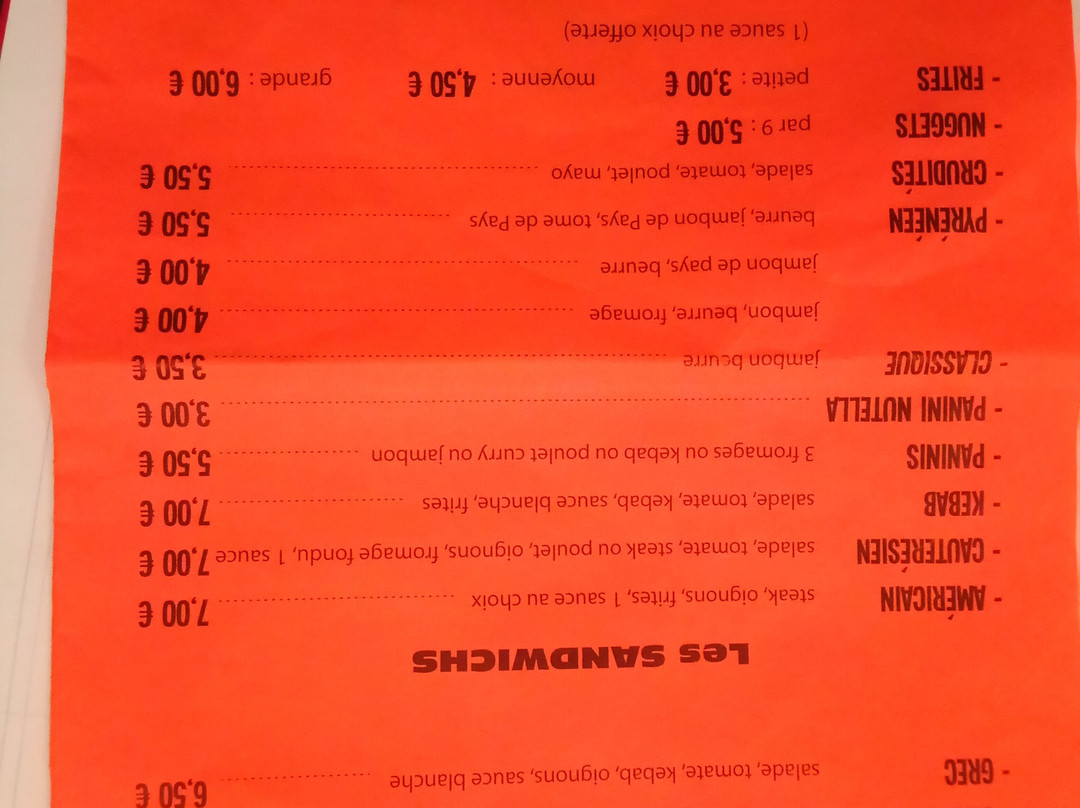 - GREC salade, tomate, kebab, oignons, sauce blanche 6,50 €
Les SANDWICHS
- AMÉRICAIN steak, oignons, frites, 1 sauce au choix 7,00 €
- CAUTERÉSIEN salade, tomate, steak ou poulet, oignons, fromage fondu, 1 sauce 7,00 €
- KEBAB salade, tomate, kebab, sauce blanche, frites 7,00 €
- PANINIS 3 fromages ou kebab ou poulet curry ou jambon 5,50 €
- PANINI NUTELLA 3,00 €
- CLASSIQUE jambon beurre 3,50 €
jambon, beurre, fromage 4,00 €
jambon de pays, beurre 4,00 €
- PYRÉNÉEN beurre, jambon de Pays, tome de Pays 5,50 €
- CRUDITÉS salade, tomate, poulet, mayo 5,50 €
- NUGGETS par 9 : 5,00 €
- FRITES petite : 3,00 € moyenne : 4,50 € grande : 6,00 €
(1 sauce au choix offerte)